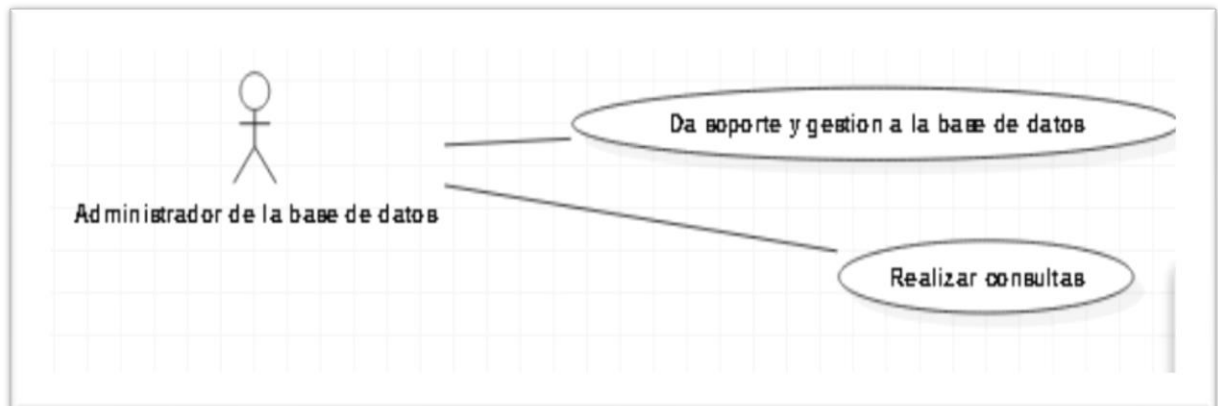 Da soporte y gestion a la base de datos
Administrador de la base de datos
Realizar consultas